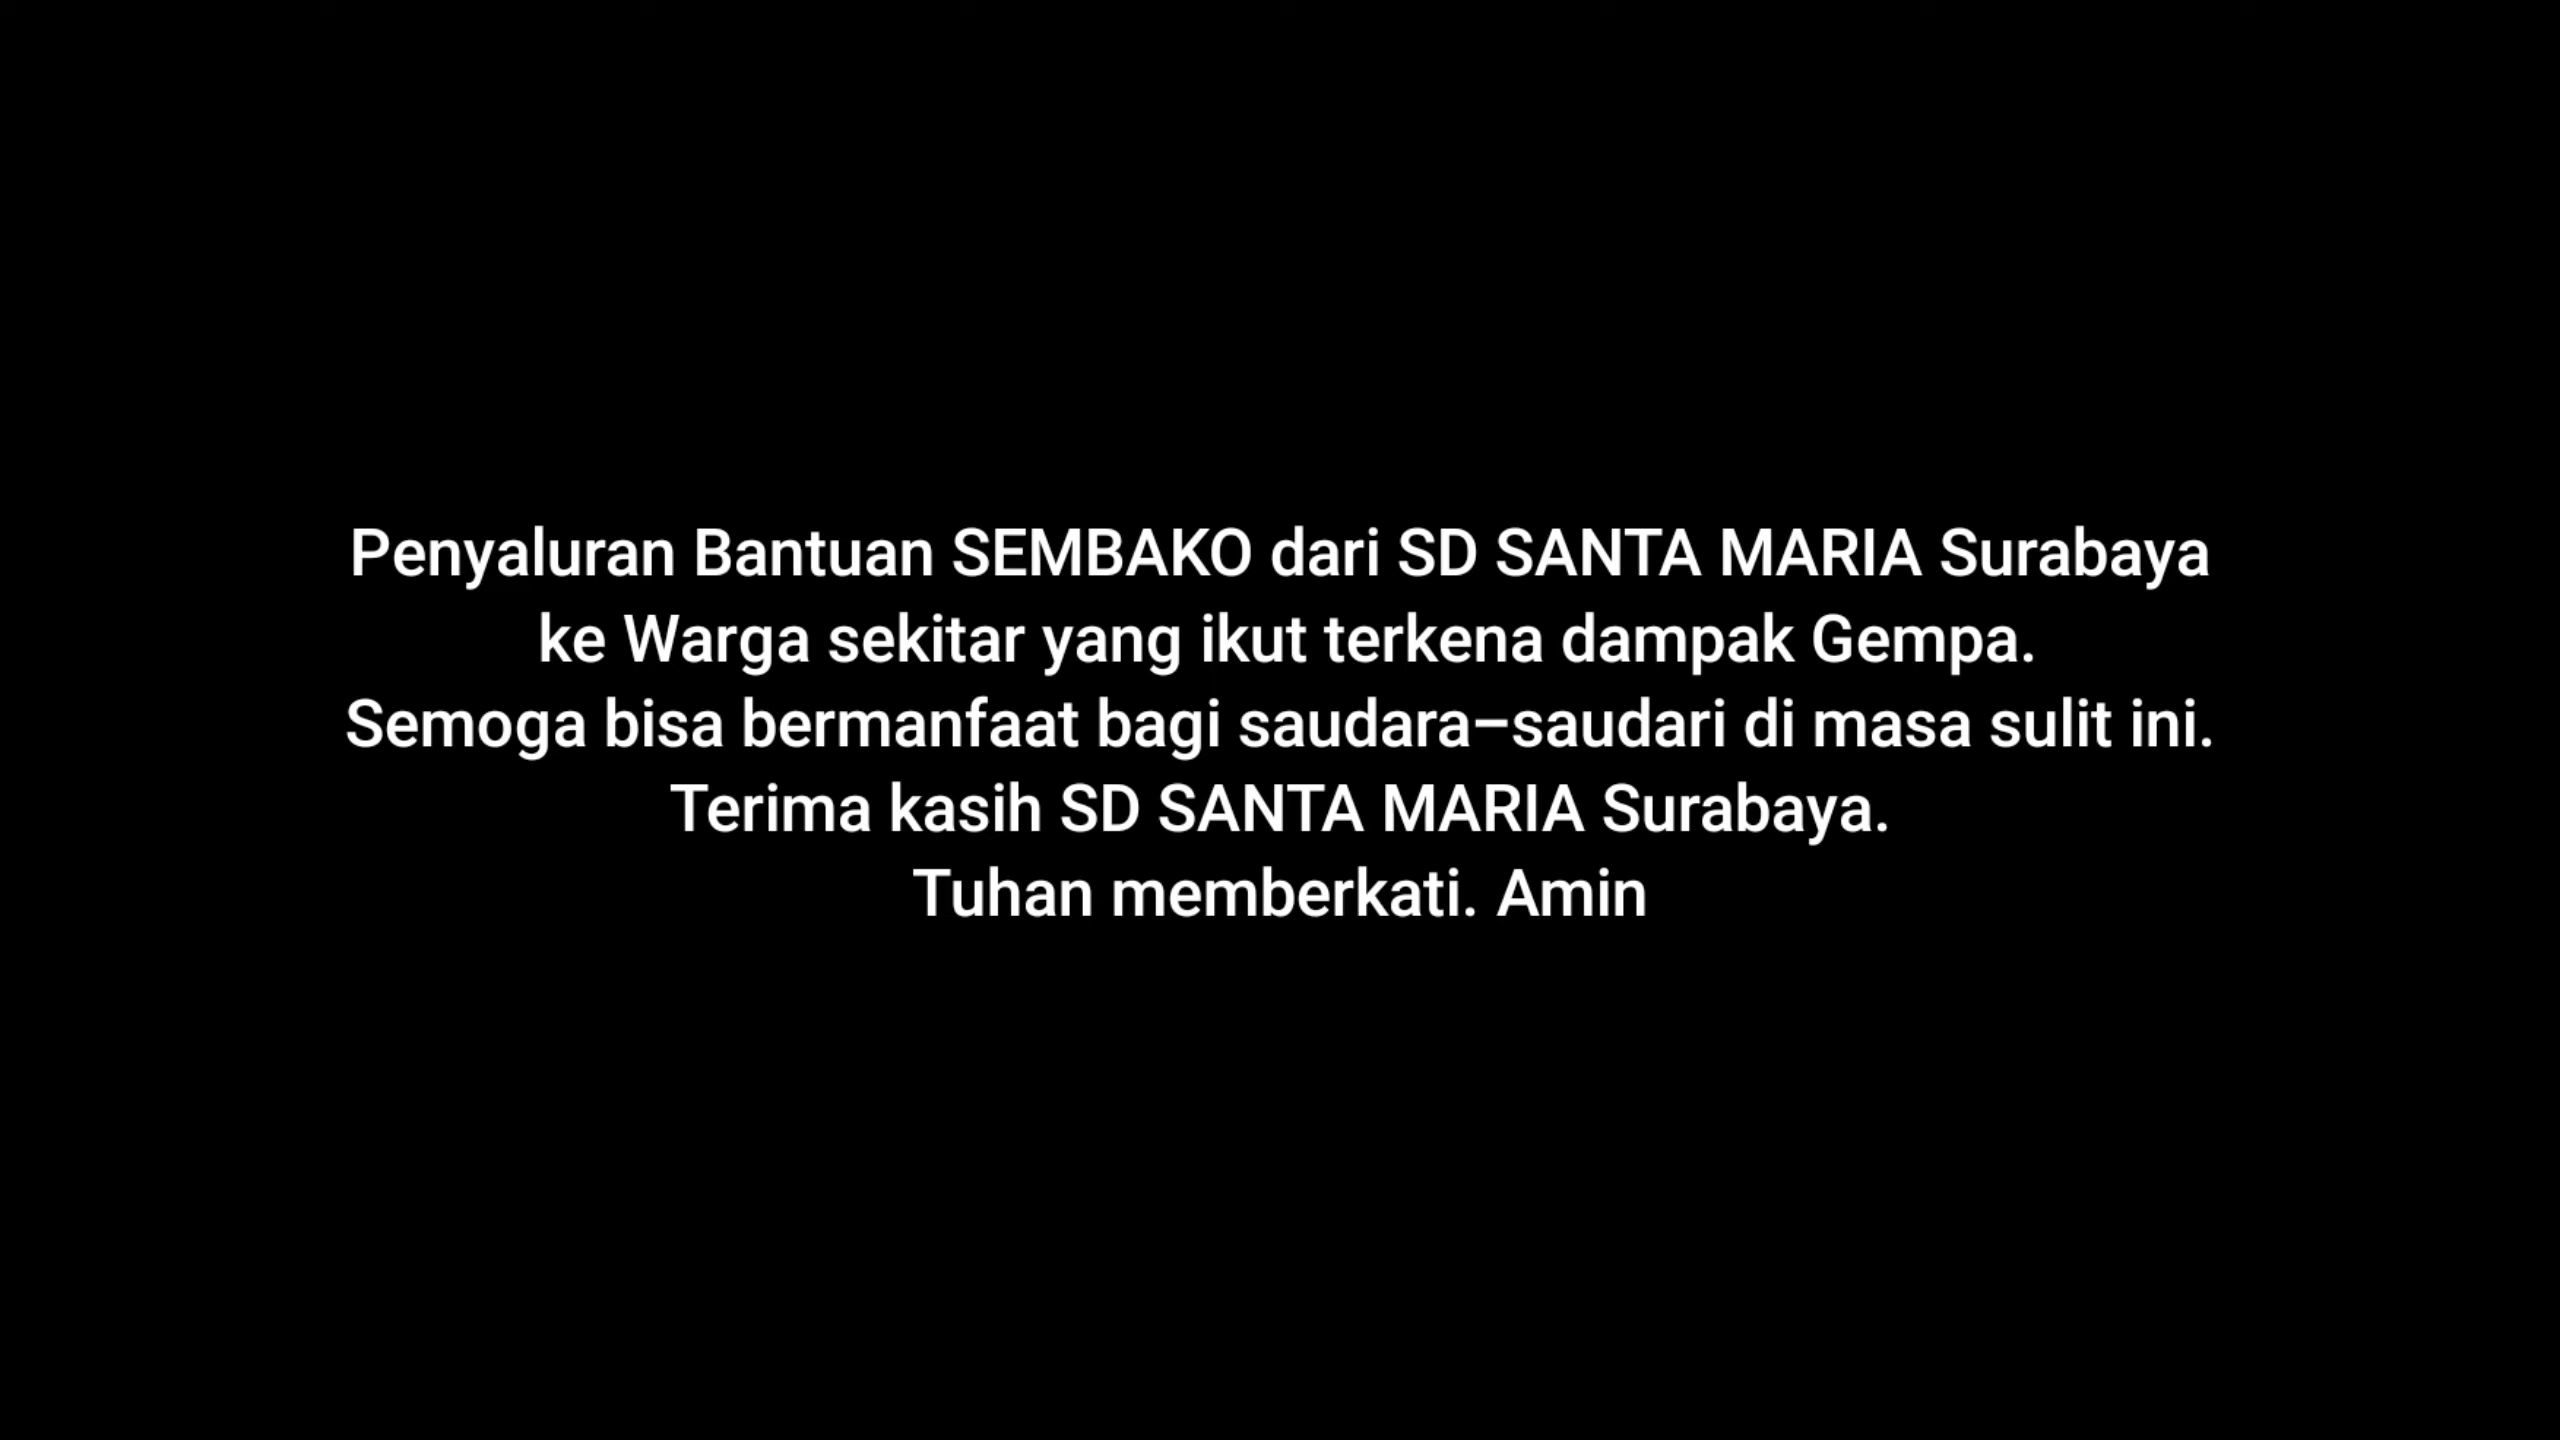 Penyaluran Bantuan SEMBAKO dari SD SANTA MARIA Surabaya
ke Warga sekitar yang ikut terkena dampak Gempa.
Semoga bisa bermanfaat bagi saudara–saudari di masa sulit ini.
Terima kasih SD SANTA MARIA Surabaya.
Tuhan memberkati. Amin